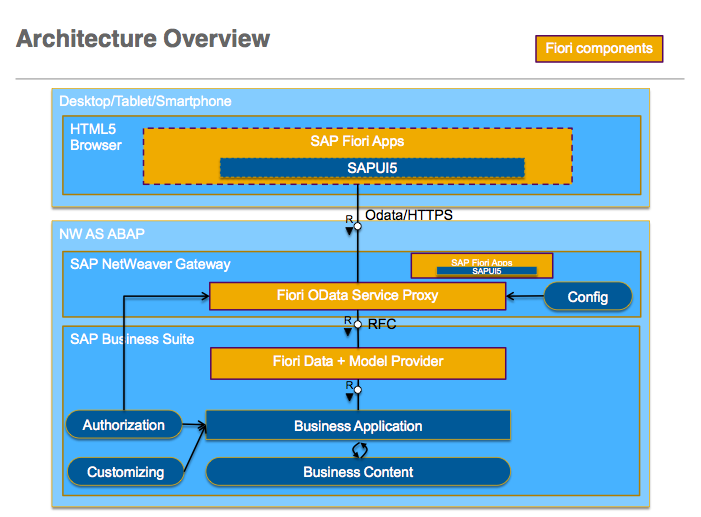 Architecture Overview
Fiori components
Desktop/Tablet/Smartphone
HTML5
Browser
SAP Fiori Apps
SAPUI5
R
Odata/HTTPS
NW AS ABAP
SAP NetWeaver Gateway
SAP Fiori Apps
SAPUI5
Fiori OData Service Proxy
Config
R
RFC
SAP Business Suite
Fiori Data + Model Provider
R
Authorization
Business Application
Customizing
Business Content